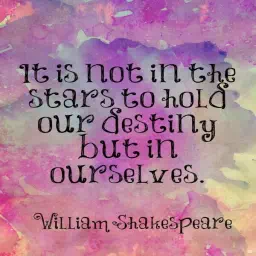 It is not in the
stars to hold
our destiny
but in
ourselves.
William Shakespeare